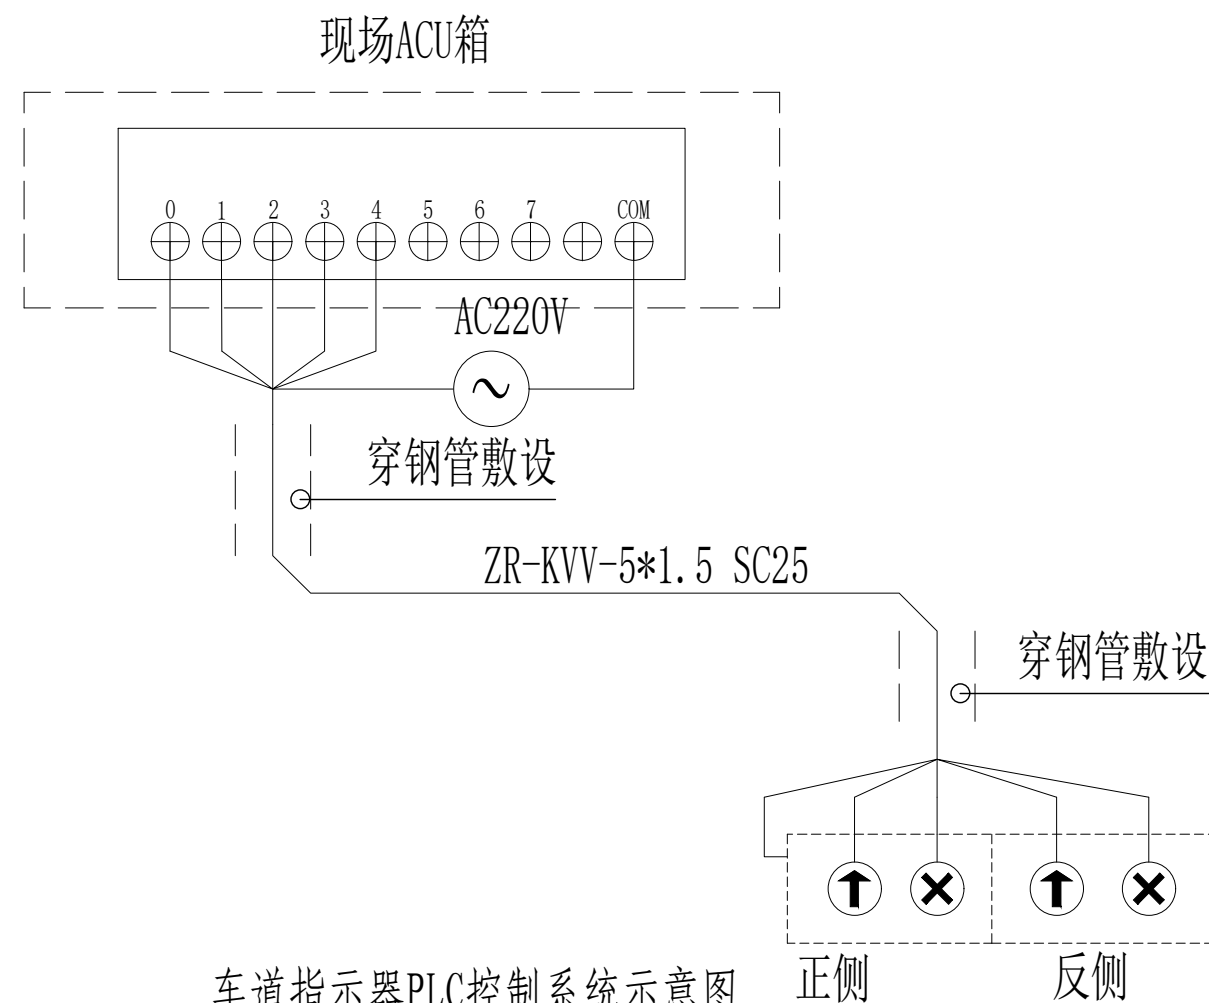 现场ACU箱
0 1 2 3 4 5 6 7 COM
AC220V
穿钢管敷设
ZR-KVV-5*1.5 SC25
穿钢管敷设
正侧 反侧
车道指示器PLC控制系统示意图